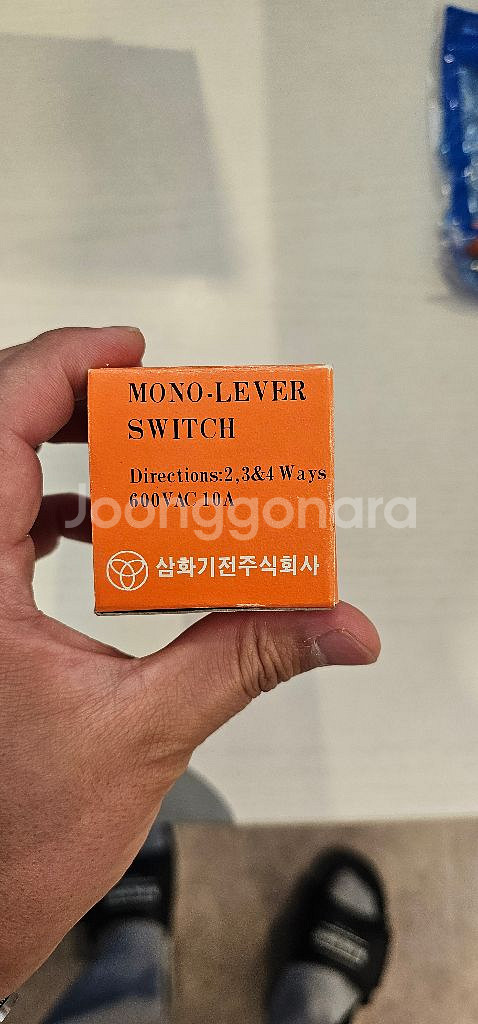 MONO-LEVER
SWITCH
Directions:2,3&4 Ways
600VAC 10A
Joonggonara
삼화기전주식회사